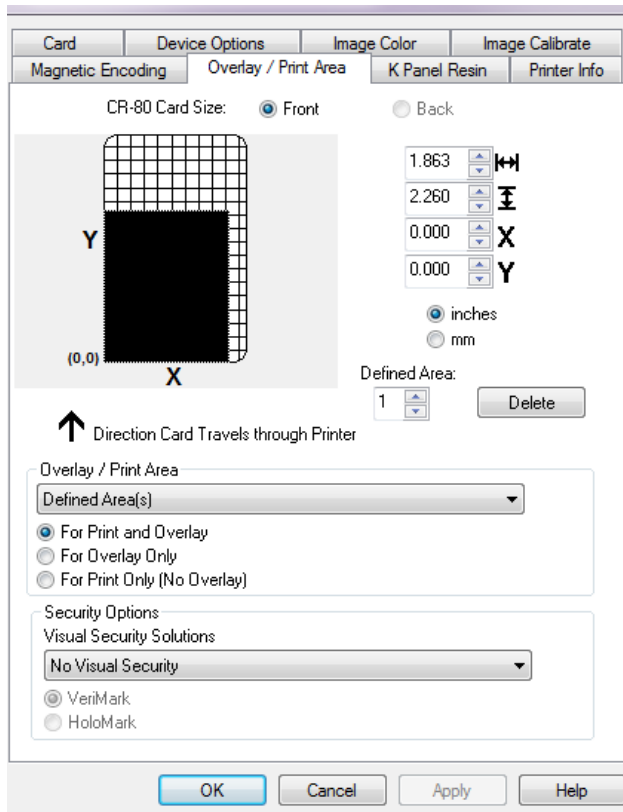 Card Device Options Image Color Image Calibrate
Magnetic Encoding Overlay / Print Area K Panel Resin Printer Info
CR-80 Card Size: Front Back
1.863
2.260
Y 0.000 X
0.000 Y
(0,0)
X
inches
mm
Defined Area:
1 Delete
Direction Card Travels through Printer
Overlay / Print Area
Defined Area(s)
For Print and Overlay
For Overlay Only
For Print Only (No Overlay)
Security Options
Visual Security Solutions
No Visual Security
VeriMark
HoloMark
OK Cancel Apply Help